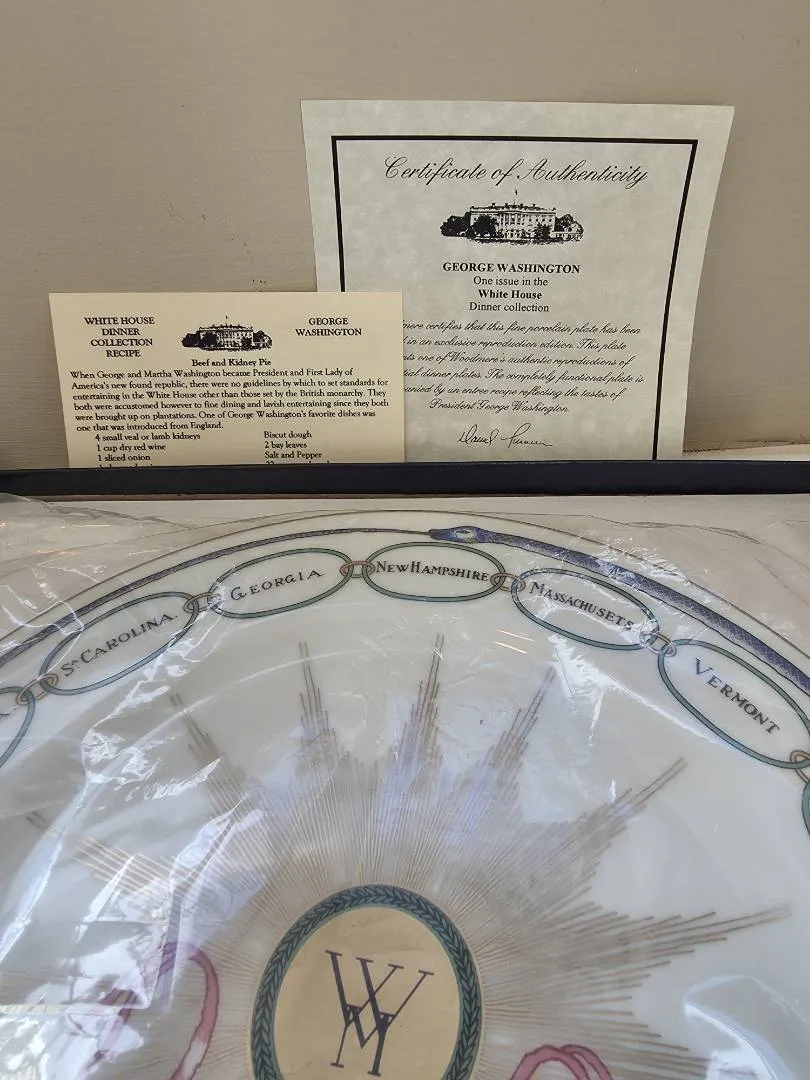 Certificate of Authenticity
GEORGE WASHINGTON
One issue in the
White House
Dinner collection
certifies that this fine porcelain plate has been
in an exclusive reproduction edition. This plate
one of Woodmere's authentic reproductions of
dinner plates. The completely functional plate is
by an entree recipe reflecting the tastes of
President George Washington.
WHITE HOUSE
DINNER
COLLECTION
RECIPE
GEORGE
WASHINGTON
Beef and Kidney Pie
When George and Martha Washington became President and First Lady of
America's new found republic, there were no guidelines by which to set standards for
entertaining in the White House other than those set by the British monarchy. They
both were accustomed however to fine dining and lavish entertaining since they both
were brought up on plantations. One of George Washington's favorite dishes was
one that was introduced from England.
4 small veal or lamb kidneys
1 cup dry red wine
1 sliced onion
Biscut dough
2 bay leaves
Salt and Pepper
S. CAROLINA.
GEORGIA
NEW HAMPSHIRE
MASSACHUSETS
VERMONT
MW